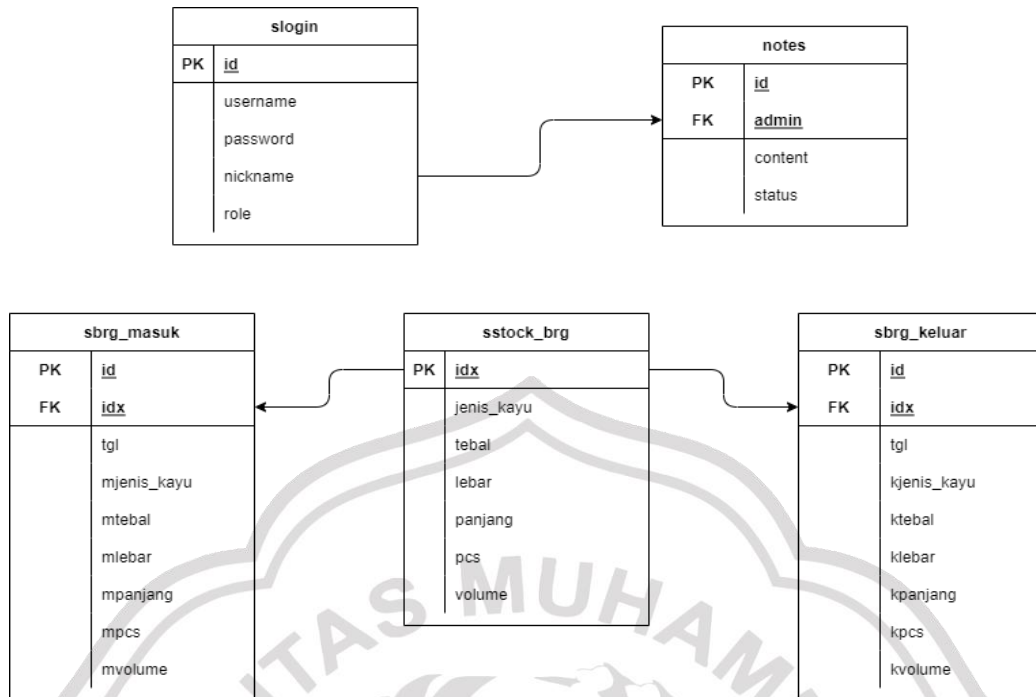 slogin
PK id
username
password
nickname
role
notes
PK id
FK admin
content
status
sbrg_masuk
PK id
FK idx
tgl
mjenis_kayu
mtebal
mlebar
mpanjang
mpcs
mvolume
sstock_brg
PK idx
jenis_kayu
tebal
lebar
panjang
pcs
volume
sbrg_keluar
PK id
FK idx
tgl
kjenis_kayu
ktebal
klebar
kpanjang
kpcs
kvolume
ITAS MUHAM